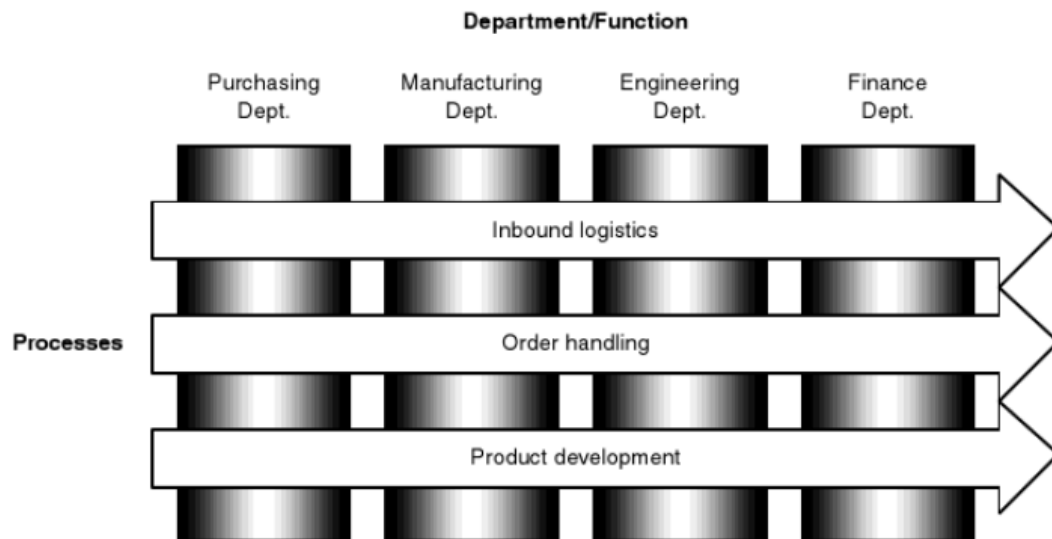 Department/Function
Purchasing
Dept.
Manufacturing
Dept.
Engineering
Dept.
Finance
Dept.
Inbound logistics
Processes
Order handling
Product development